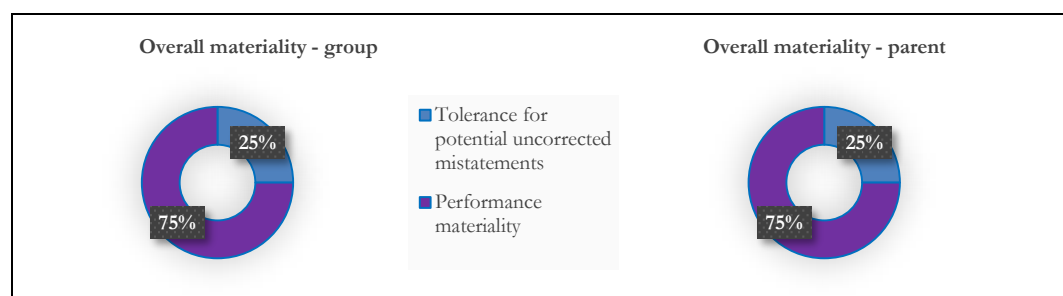 Overall materiality - group
25%
75%
Tolerance for
potential uncorrected
mistatements
Performance
materiality
Overall materiality - parent
25%
75%